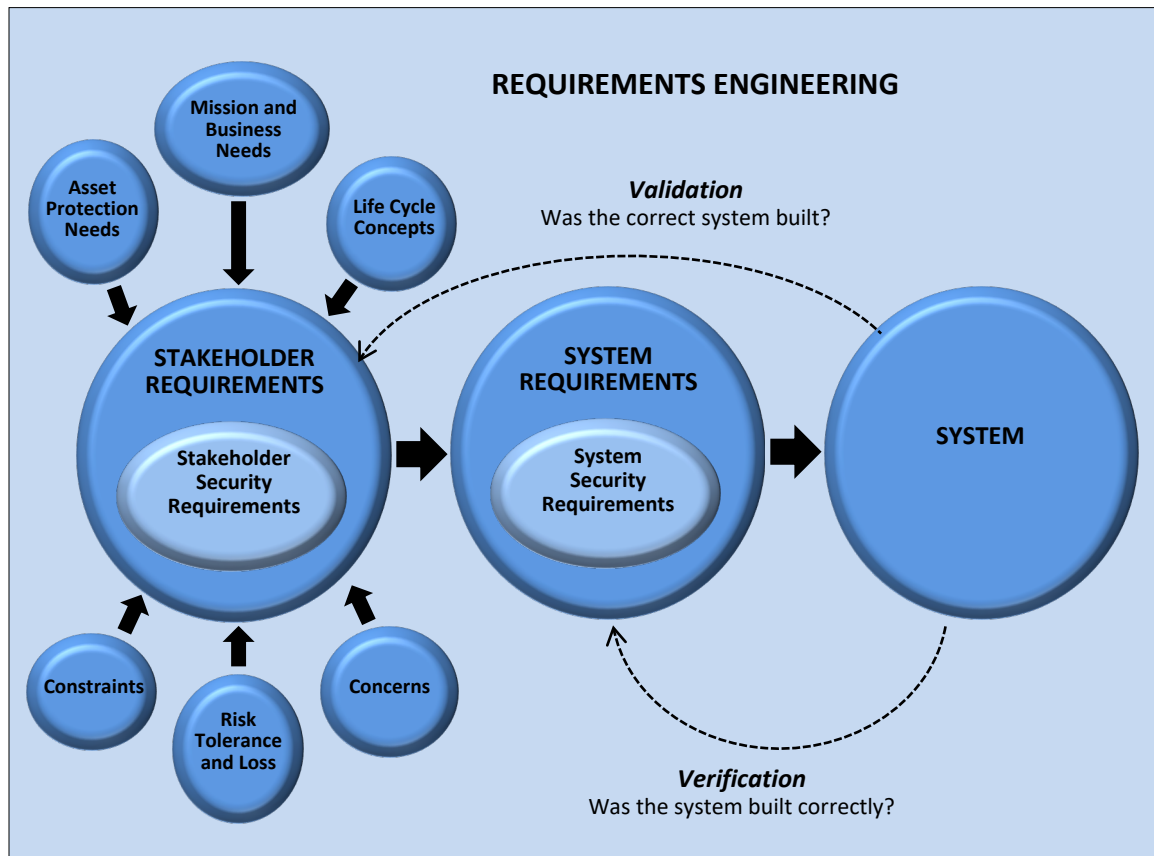 REQUIREMENTS ENGINEERING
Mission and
Business
Needs
Asset
Protection
Needs
Life Cycle
Concepts
Validation
Was the correct system built?
STAKEHOLDER
REQUIREMENTS
Stakeholder
Security
Requirements
SYSTEM
REQUIREMENTS
System
Security
Requirements
SYSTEM
Constraints
Risk
Tolerance
and Loss
Concerns
Verification
Was the system built correctly?